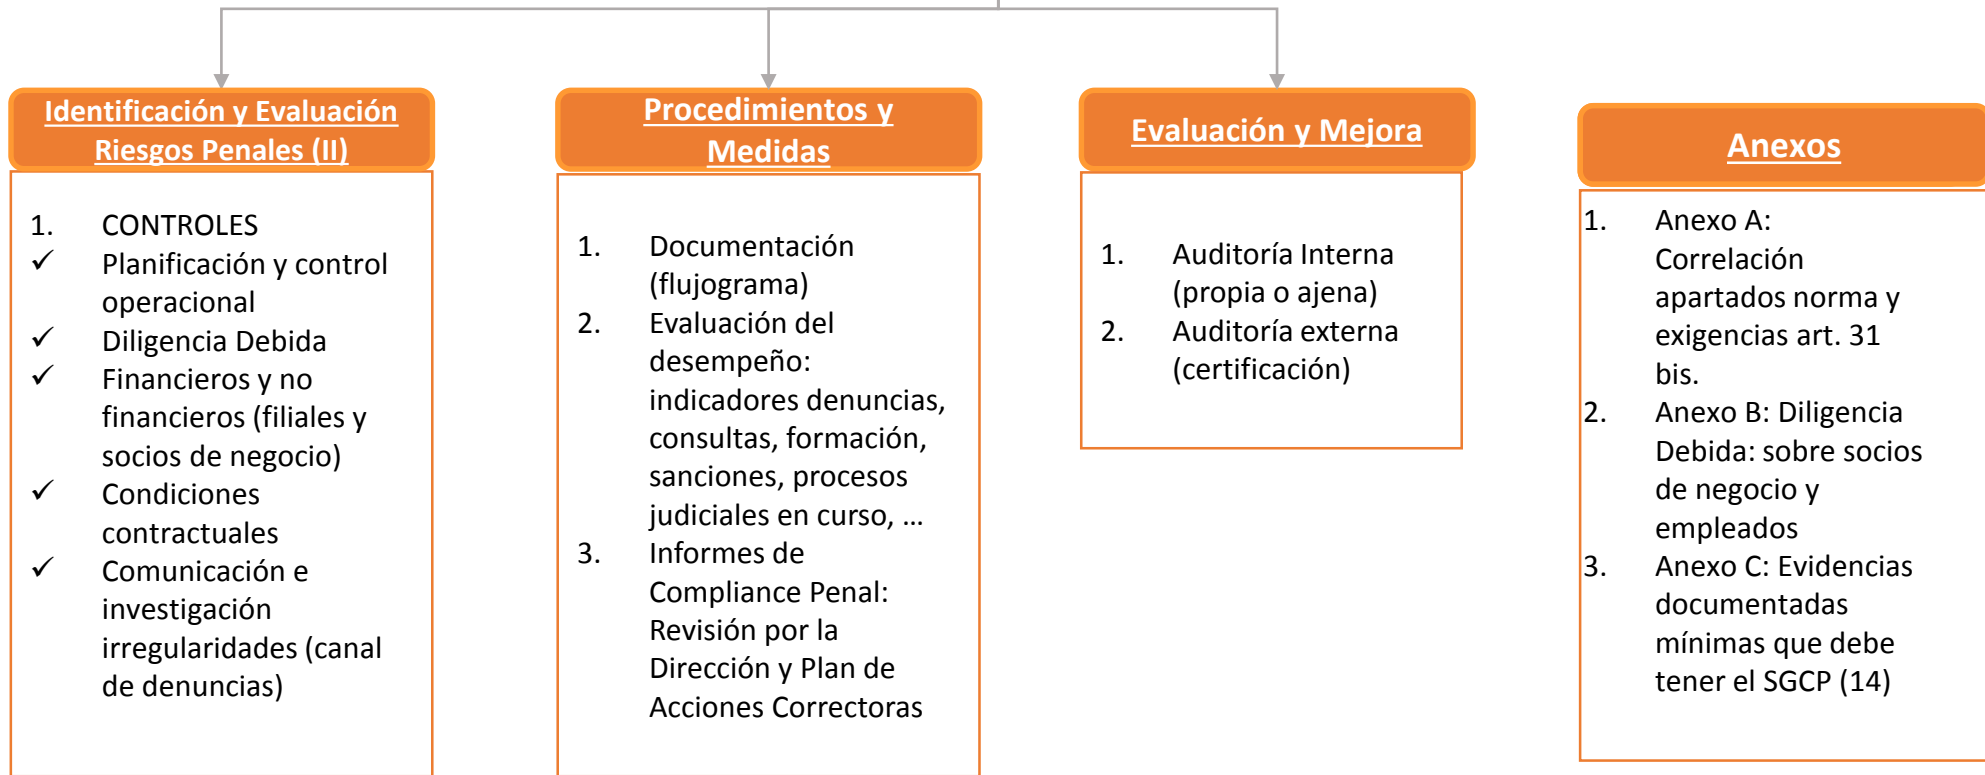 Identificación y Evaluación
Riesgos Penales (II)
1. CONTROLES
✓ Planificación y control
operacional
✓ Diligencia Debida
✓ Financieros y no
financieros (filiales y
socios de negocio)
✓ Condiciones
contractuales
✓ Comunicación e
investigación
irregularidades (canal
de denuncias)
Procedimientos y
Medidas
1. Documentación
(flujograma)
2. Evaluación del
desempeño:
indicadores denuncias,
consultas, formación,
sanciones, procesos
judiciales en curso, ...
3. Informes de
Compliance Penal:
Revisión por la
Dirección y Plan de
Acciones Correctoras
Evaluación y Mejora
1. Auditoría Interna
(propia o ajena)
2. Auditoría externa
(certificación)
Anexos
1. Anexo A:
Correlación
apartados norma y
exigencias art. 31
bis.
2. Anexo B: Diligencia
Debida: sobre socios
de negocio y
empleados
3. Anexo C: Evidencias
documentadas
mínimas que debe
tener el SGCP (14)